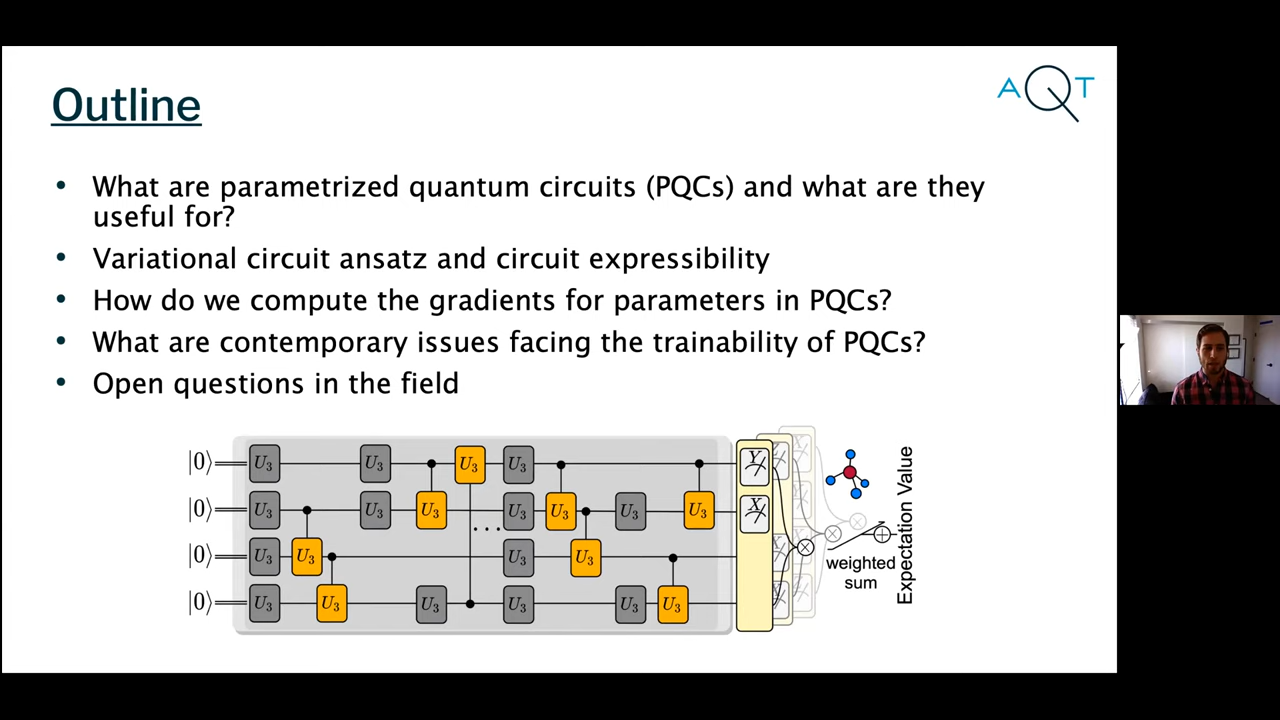 Outline
AQT
• What are parametrized quantum circuits (PQCs) and what are they
useful for?
• Variational circuit ansatz and circuit expressibility
• How do we compute the gradients for parameters in PQCs?
• What are contemporary issues facing the trainability of PQCs?
• Open questions in the field
|0⟩ U₃ U₃ U₃ U₃ Y
|0⟩ U₃ U₃ U₃ U₃ U₃ U₃ U₃ X
...
|0⟩ U₃ U₃ U₃ U₃
|0⟩ U₃ U₃ U₃ U₃ U₃ U₃
weighted
sum
Expectation Value